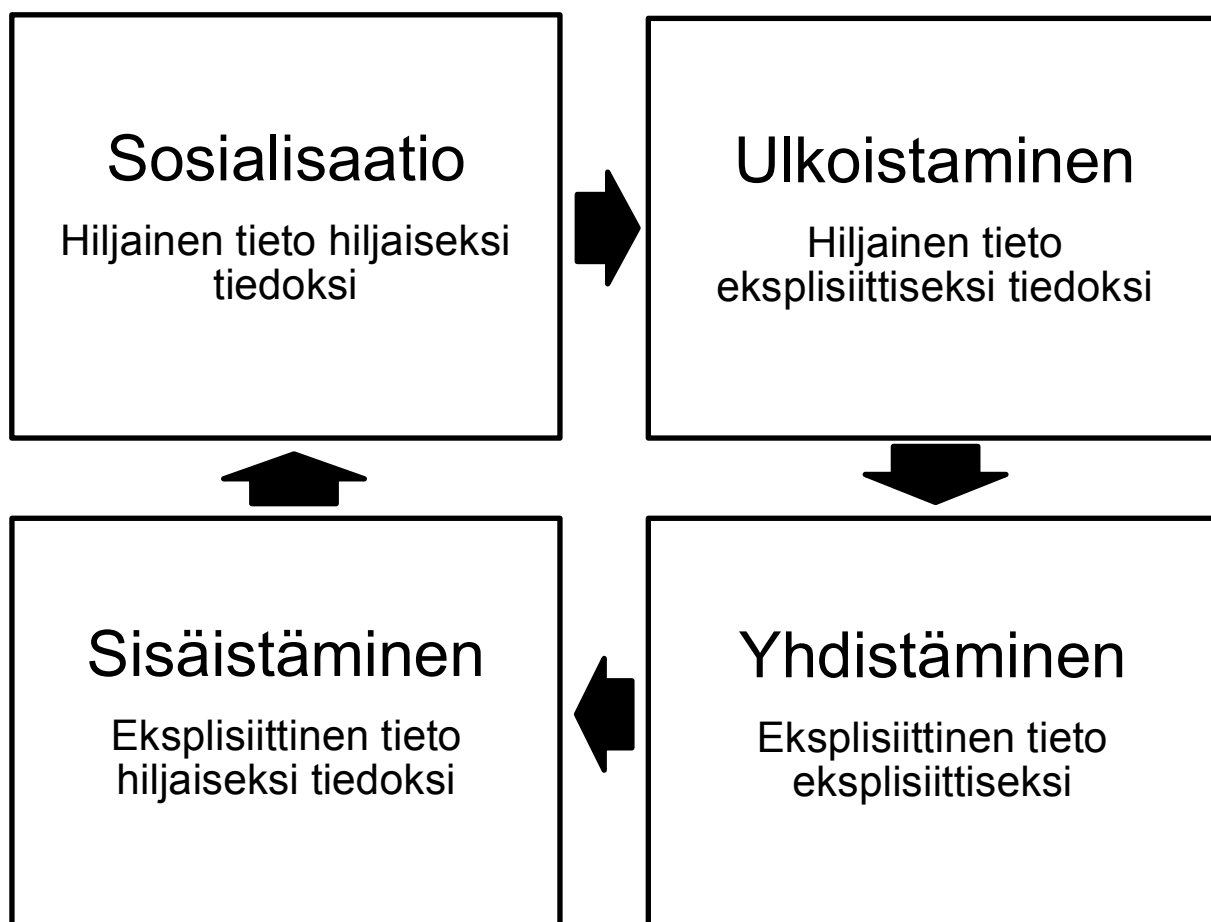 Sosialisaatio
Hiljainen tieto hiljaiseksi
tiedoksi
Ulkoistaminen
Hiljainen tieto
eksplisiittiseksi tiedoksi
Sisäistäminen
Eksplisiittinen tieto
hiljaiseksi tiedoksi
Yhdistäminen
Eksplisiittinen tieto
eksplisiittiseksi